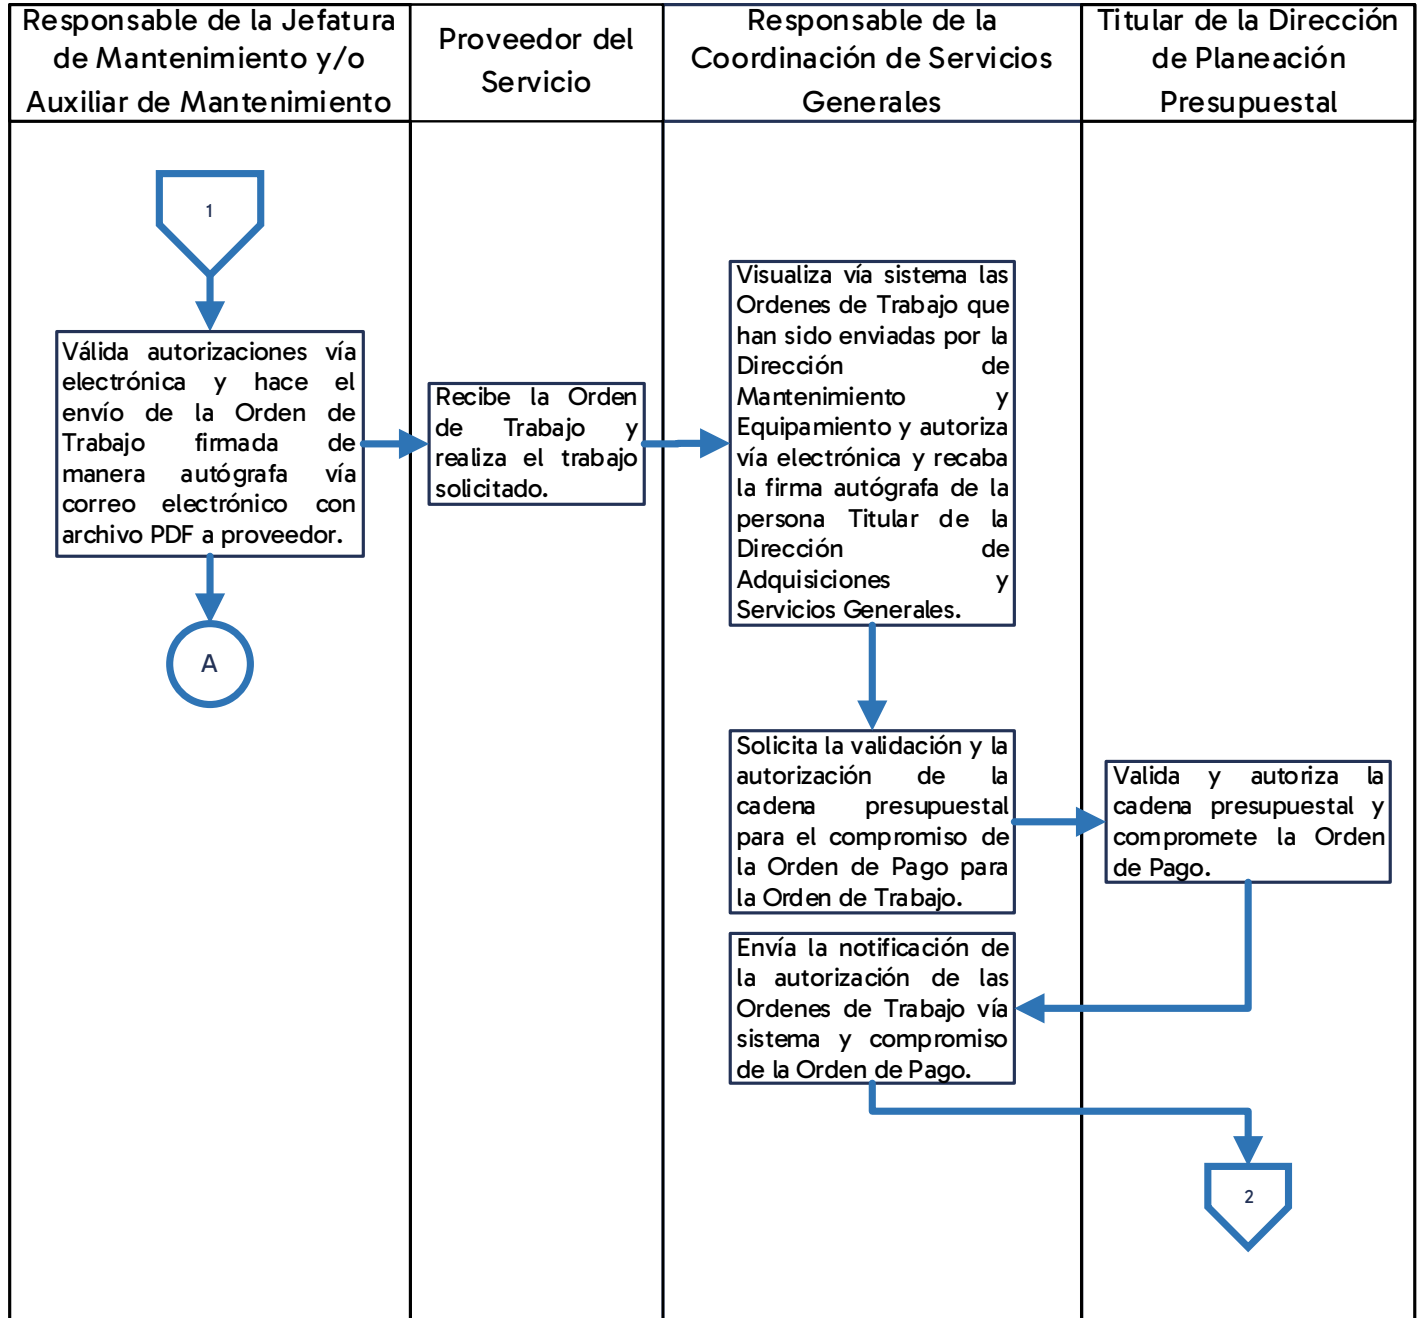 Responsable de la Jefatura
de Mantenimiento y/o
Auxiliar de Mantenimiento
Proveedor del
Servicio
Responsable de la
Coordinación de Servicios
Generales
Titular de la Dirección
de Planeación
Presupuestal
1
Válida autorizaciones vía
electrónica y hace el
envío de la Orden de
Trabajo firmada de
manera autógrafa vía
correo electrónico con
archivo PDF a proveedor.
A
Recibe la Orden
de Trabajo y
realiza el trabajo
solicitado.
Visualiza vía sistema las
Ordenes de Trabajo que
han sido enviadas por la
Dirección de
Mantenimiento y
Equipamiento y autoriza
vía electrónica y recaba
la firma autógrafa de la
persona Titular de la
Dirección de
Adquisiciones y
Servicios Generales.
Solicita la validación y la
autorización de la
cadena presupuestal
para el compromiso de
la Orden de Pago para
la Orden de Trabajo.
Valida y autoriza la
cadena presupuestal y
compromete la Orden
de Pago.
Envía la notificación de
la autorización de las
Ordenes de Trabajo vía
sistema y compromiso
de la Orden de Pago.
2